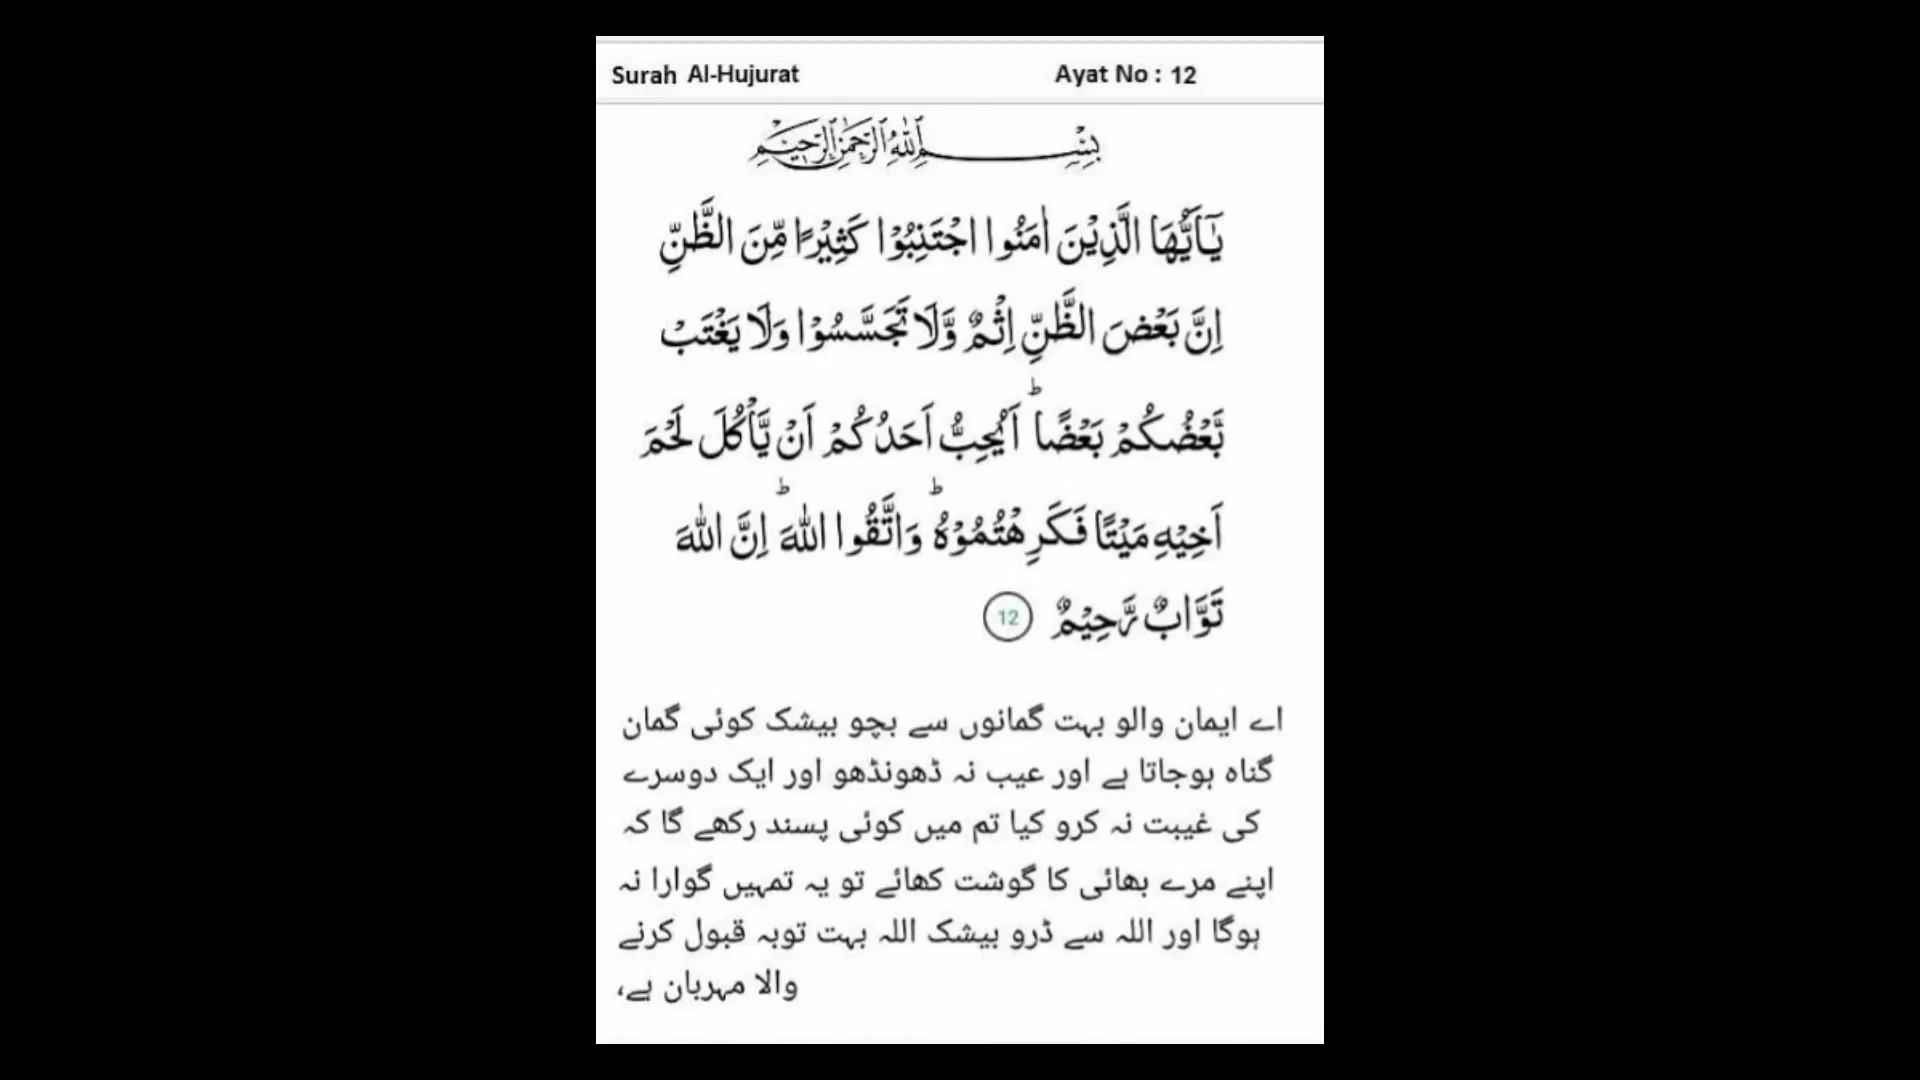 Surah Al-Hujurat Ayat No : 12
بِسْمِ اللّٰهِ الرَّحْمٰنِ الرَّحِيْمِ
يٰٓاَيُّهَا الَّذِيْنَ اٰمَنُوا اجْتَنِبُوْا كَثِيْرًا مِّنَ الظَّنِّ
اِنَّ بَعْضَ الظَّنِّ اِثْمٌ وَّلَا تَجَسَّسُوْا وَلَا يَغْتَبْ
بَّعْضُكُمْ بَعْضًا ؕ اَيُحِبُّ اَحَدُكُمْ اَنْ يَّاْكُلَ لَحْمَ
اَخِيْهِ مَيْتًا فَكَرِهْتُمُوْهُ ؕ وَاتَّقُوا اللّٰهَ ؕ اِنَّ اللّٰهَ
تَوَّابٌ رَّحِيْمٌ 12
اے ایمان والو بہت گمانوں سے بچو بیشک کوئی گمان
گناہ ہوجاتا ہے اور عیب نہ ڈھونڈھو اور ایک دوسرے
کی غیبت نہ کرو کیا تم میں کوئی پسند رکھے گا کہ
اپنے مرے بھائی کا گوشت کھائے تو یہ تمہیں گوارا نہ
ہوگا اور اللہ سے ڈرو بیشک اللہ بہت توبہ قبول کرنے
والا مہربان ہے،